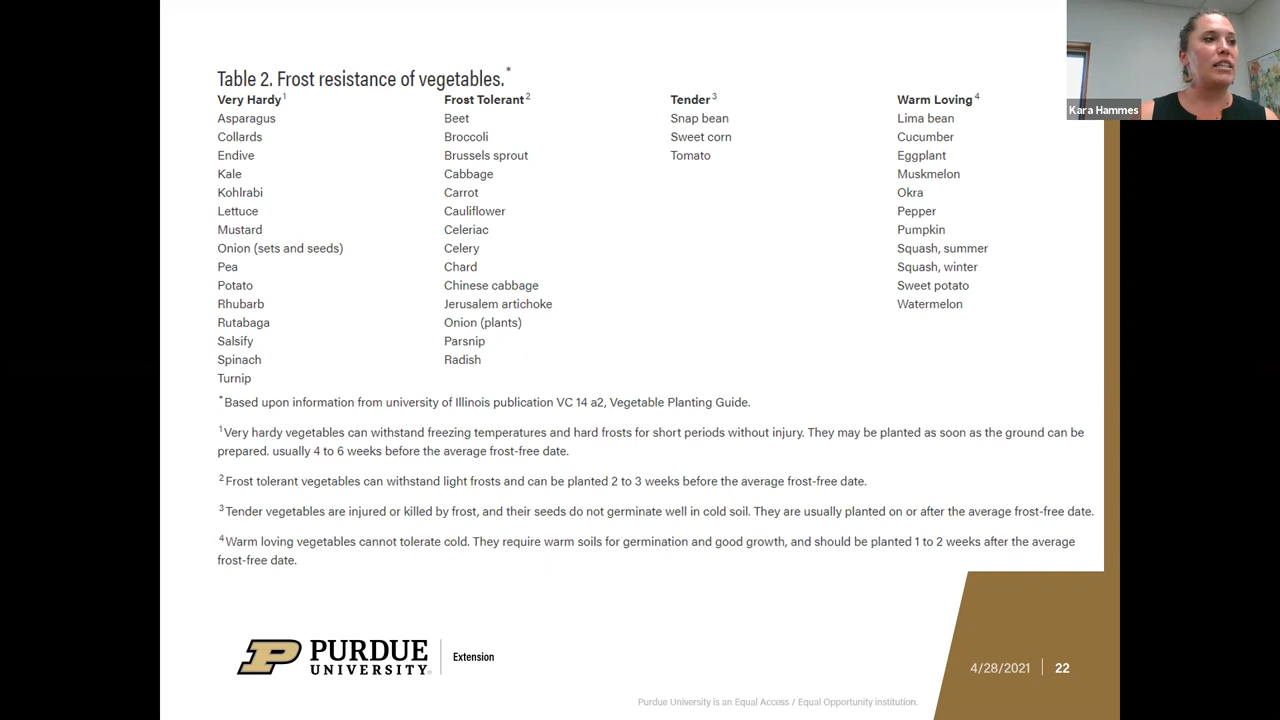 Table 2. Frost resistance of vegetables.*
Very Hardy1
Asparagus
Collards
Endive
Kale
Kohlrabi
Lettuce
Mustard
Onion (sets and seeds)
Pea
Potato
Rhubarb
Rutabaga
Salsify
Spinach
Turnip
Frost Tolerant2
Beet
Broccoli
Brussels sprout
Cabbage
Carrot
Cauliflower
Celeriac
Celery
Chard
Chinese cabbage
Jerusalem artichoke
Onion (plants)
Parsnip
Radish
Tender3
Snap bean
Sweet corn
Tomato
Warm Loving4
Lima bean
Cucumber
Eggplant
Muskmelon
Okra
Pepper
Pumpkin
Squash, summer
Squash, winter
Sweet potato
Watermelon
*Based upon information from university of Illinois publication VC 14 a2, Vegetable Planting Guide.
1Very hardy vegetables can withstand freezing temperatures and hard frosts for short periods without injury. They may be planted as soon as the ground can be
prepared. usually 4 to 6 weeks before the average frost-free date.
2Frost tolerant vegetables can withstand light frosts and can be planted 2 to 3 weeks before the average frost-free date.
3Tender vegetables are injured or killed by frost, and their seeds do not germinate well in cold soil. They are usually planted on or after the average frost-free date.
4Warm loving vegetables cannot tolerate cold. They require warm soils for germination and good growth, and should be planted 1 to 2 weeks after the average
frost-free date.
Kara Hammes
P PURDUE
UNIVERSITY®
Extension
4/28/2021 22
Purdue University is an Equal Access / Equal Opportunity institution.